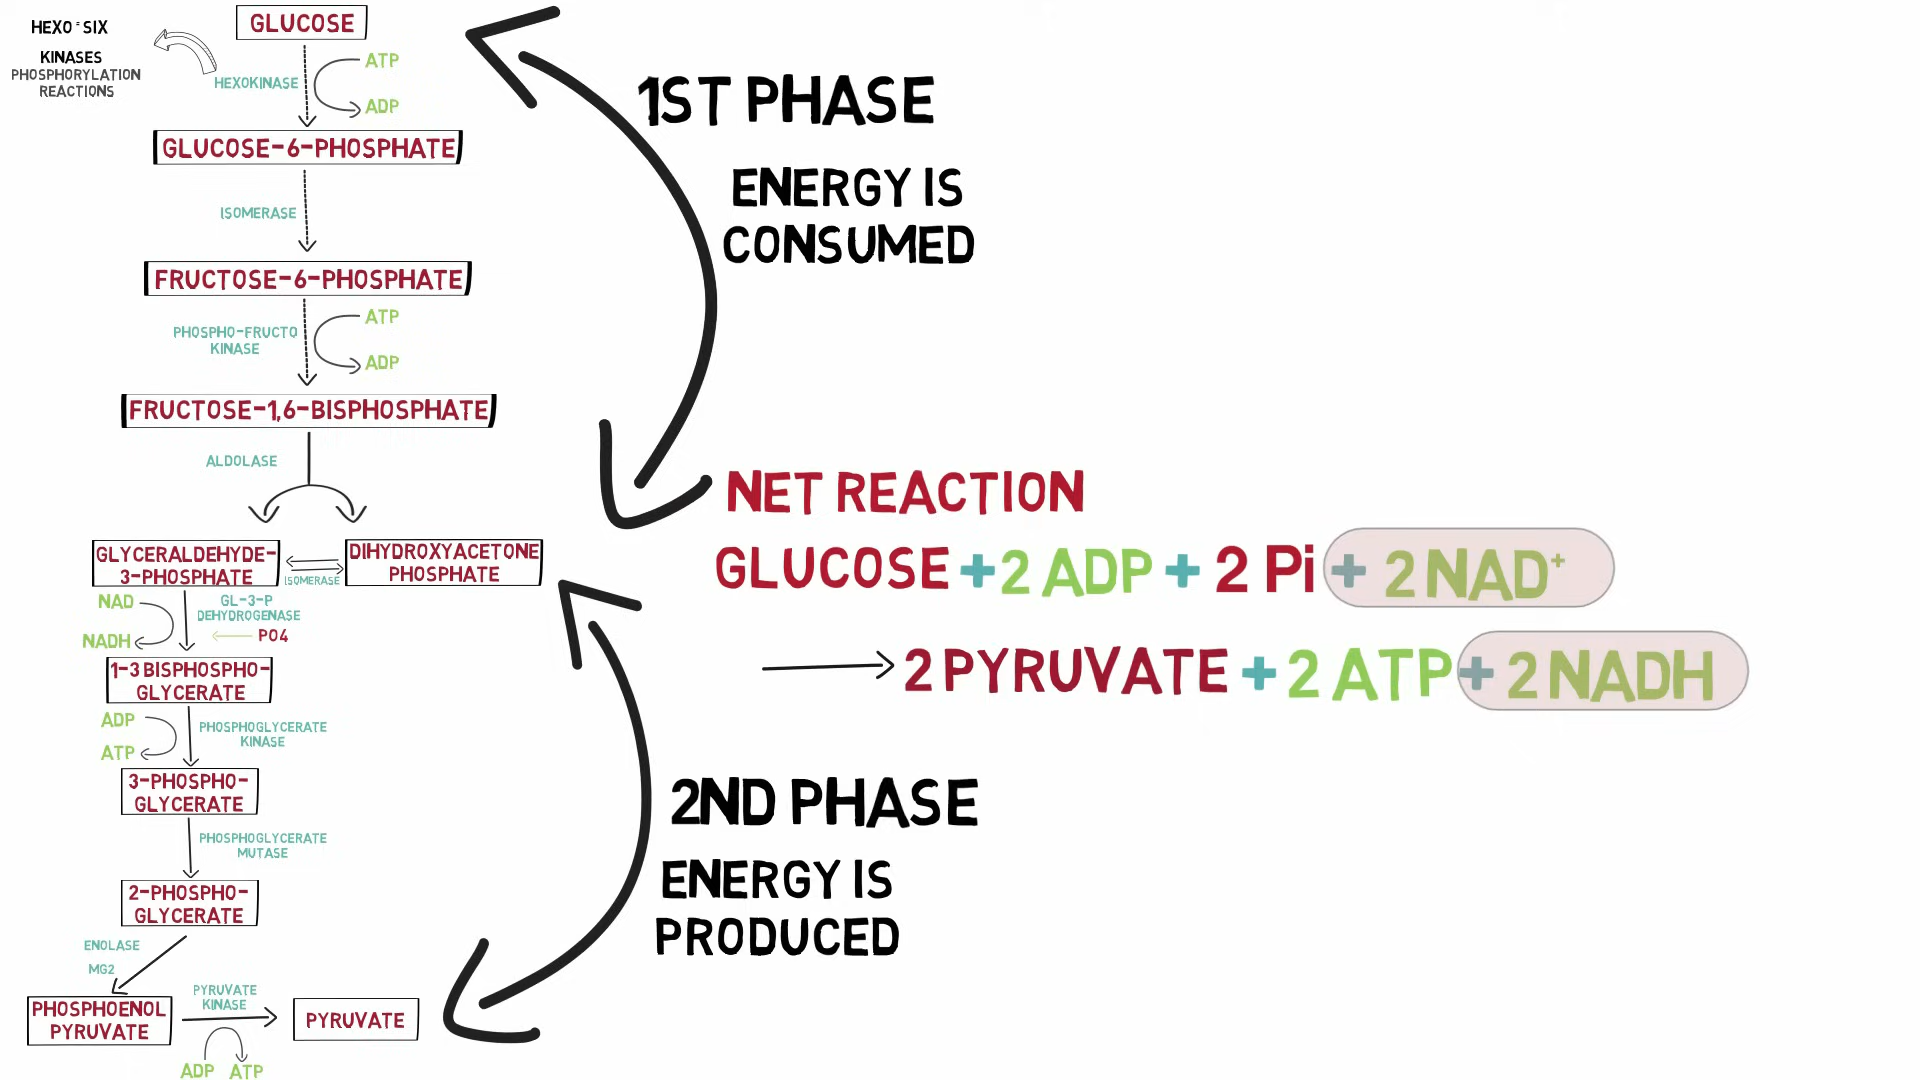 HEXO = SIX
KINASES
PHOSPHORYLATION
REACTIONS
GLUCOSE
HEXOKINASE
ATP
ADP
GLUCOSE-6-PHOSPHATE
ISOMERASE
FRUCTOSE-6-PHOSPHATE
PHOSPHO-FRUCTO
KINASE
ATP
ADP
FRUCTOSE-1,6-BISPHOSPHATE
ALDOLASE
GLYCERALDEHYDE-
3-PHOSPHATE
ISOMERASE
DIHYDROXYACETONE
PHOSPHATE
NAD
NADH
GL-3-P
DEHYDROGENASE
PO4
1-3 BISPHOSPHO-
GLYCERATE
ADP
ATP
PHOSPHOGLYCERATE
KINASE
3-PHOSPHO-
GLYCERATE
PHOSPHOGLYCERATE
MUTASE
2-PHOSPHO-
GLYCERATE
ENOLASE
MG2
PHOSPHOENOL
PYRUVATE
PYRUVATE
KINASE
ADP ATP
PYRUVATE
1ST PHASE
ENERGY IS
CONSUMED
NET REACTION
GLUCOSE + 2 ADP + 2 Pi + 2 NAD⁺
2 PYRUVATE + 2 ATP + 2 NADH
2ND PHASE
ENERGY IS
PRODUCED